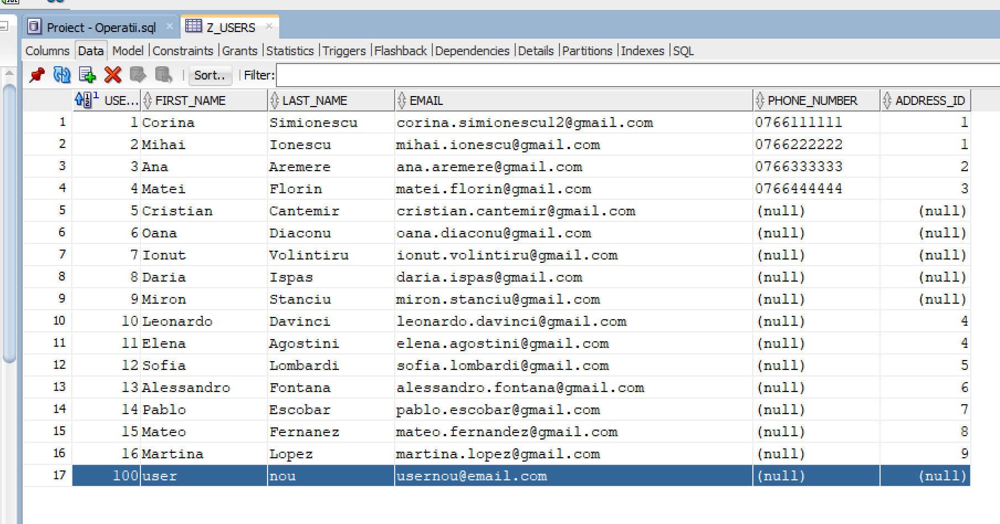 Proiect - Operatii.sql Z_USERS
Columns Data Model Constraints Grants Statistics Triggers Flashback Dependencies Details Partitions Indexes SQL
Sort.. Filter:
USE... FIRST_NAME LAST_NAME EMAIL PHONE_NUMBER ADDRESS_ID
1 1 Corina Simionescu corina.simionescu12@gmail.com 0766111111 1
2 2 Mihai Ionescu mihai.ionescu@gmail.com 0766222222 1
3 3 Ana Aremere ana.aremere@gmail.com 0766333333 2
4 4 Matei Florin matei.florin@gmail.com 0766444444 3
5 5 Cristian Cantemir cristian.cantemir@gmail.com (null) (null)
6 6 Oana Diaconu oana.diaconu@gmail.com (null) (null)
7 7 Ionut Volintiru ionut.volintiru@gmail.com (null) (null)
8 8 Daria Ispas daria.ispas@gmail.com (null) (null)
9 9 Miron Stanciu miron.stanciu@gmail.com (null) (null)
10 10 Leonardo Davinci leonardo.davinci@gmail.com (null) 4
11 11 Elena Agostini elena.agostini@gmail.com (null) 4
12 12 Sofia Lombardi sofia.lombardi@gmail.com (null) 5
13 13 Alessandro Fontana alessandro.fontana@gmail.com (null) 6
14 14 Pablo Escobar pablo.escobar@gmail.com (null) 7
15 15 Mateo Fernanez mateo.fernandez@gmail.com (null) 8
16 16 Martina Lopez martina.lopez@gmail.com (null) 9
17 100 user nou usernou@email.com (null) (null)